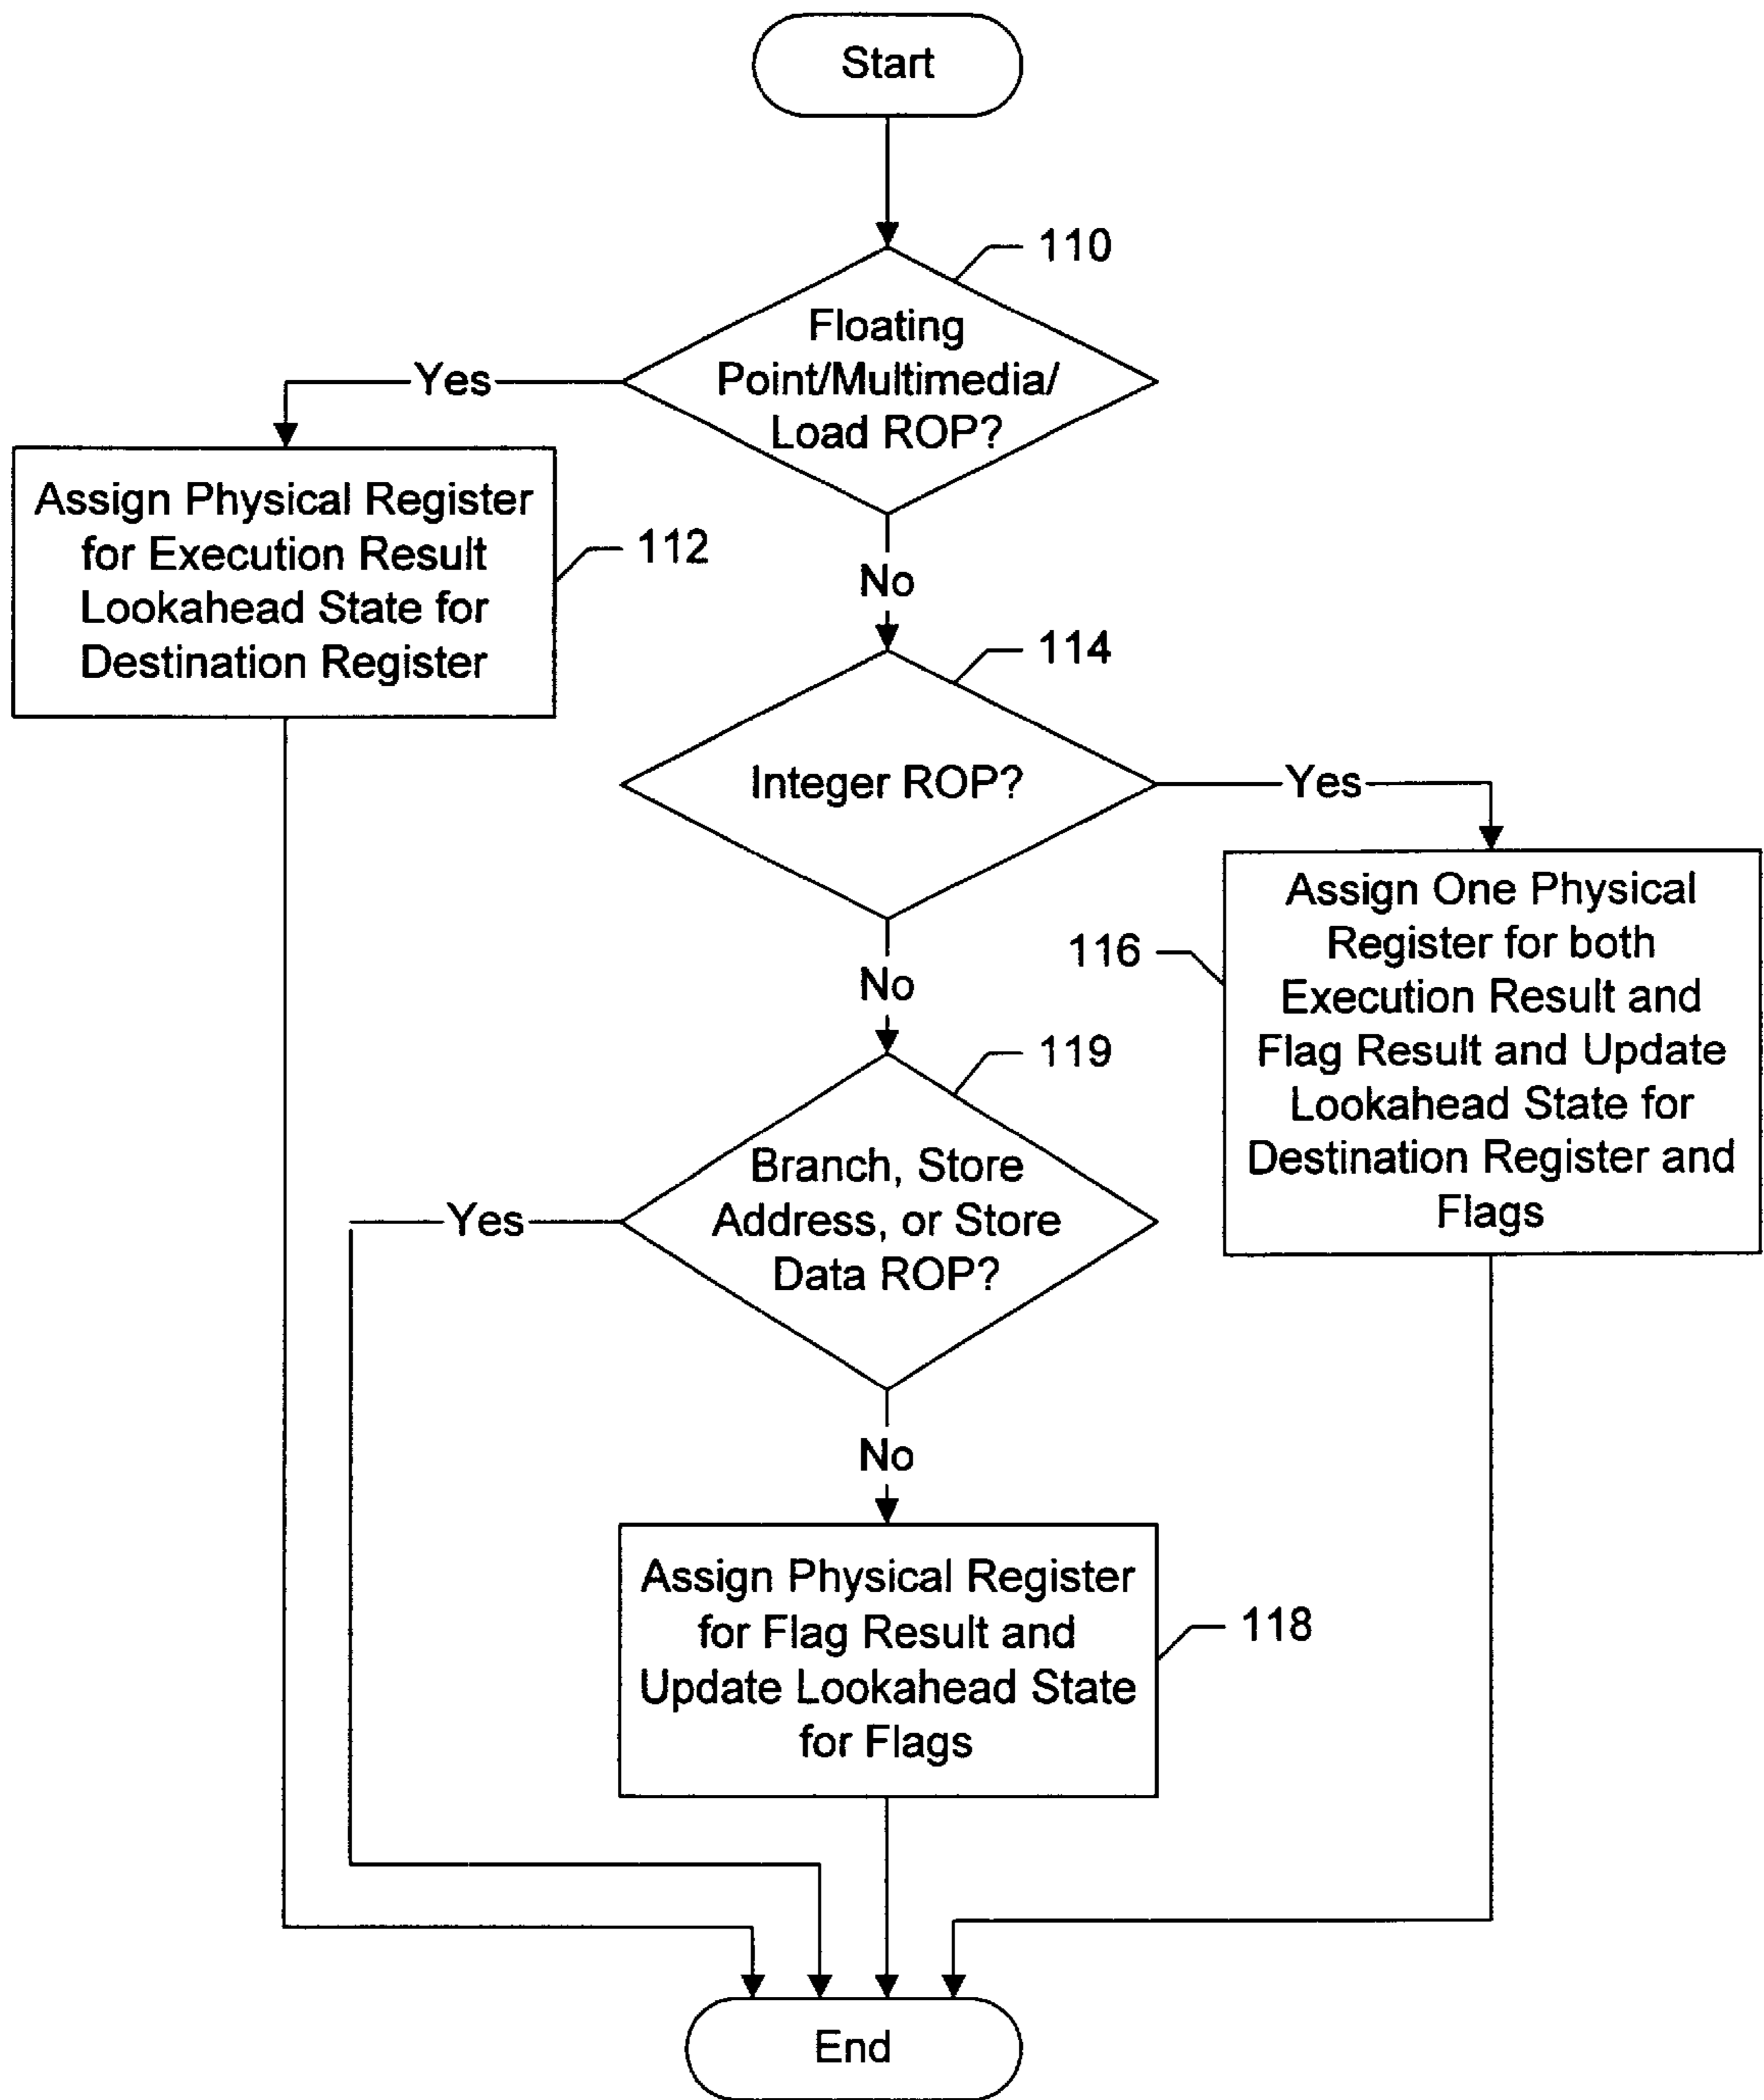 Start
110
Floating
Point/Multimedia/
Load ROP?
Yes
No
Assign Physical Register
for Execution Result
Lookahead State for
Destination Register
112
114
Integer ROP?
Yes
No
116
Assign One Physical
Register for both
Execution Result and
Flag Result and Update
Lookahead State for
Destination Register and
Flags
119
Branch, Store
Address, or Store
Data ROP?
Yes
No
Assign Physical Register
for Flag Result and
Update Lookahead State
for Flags
118
End